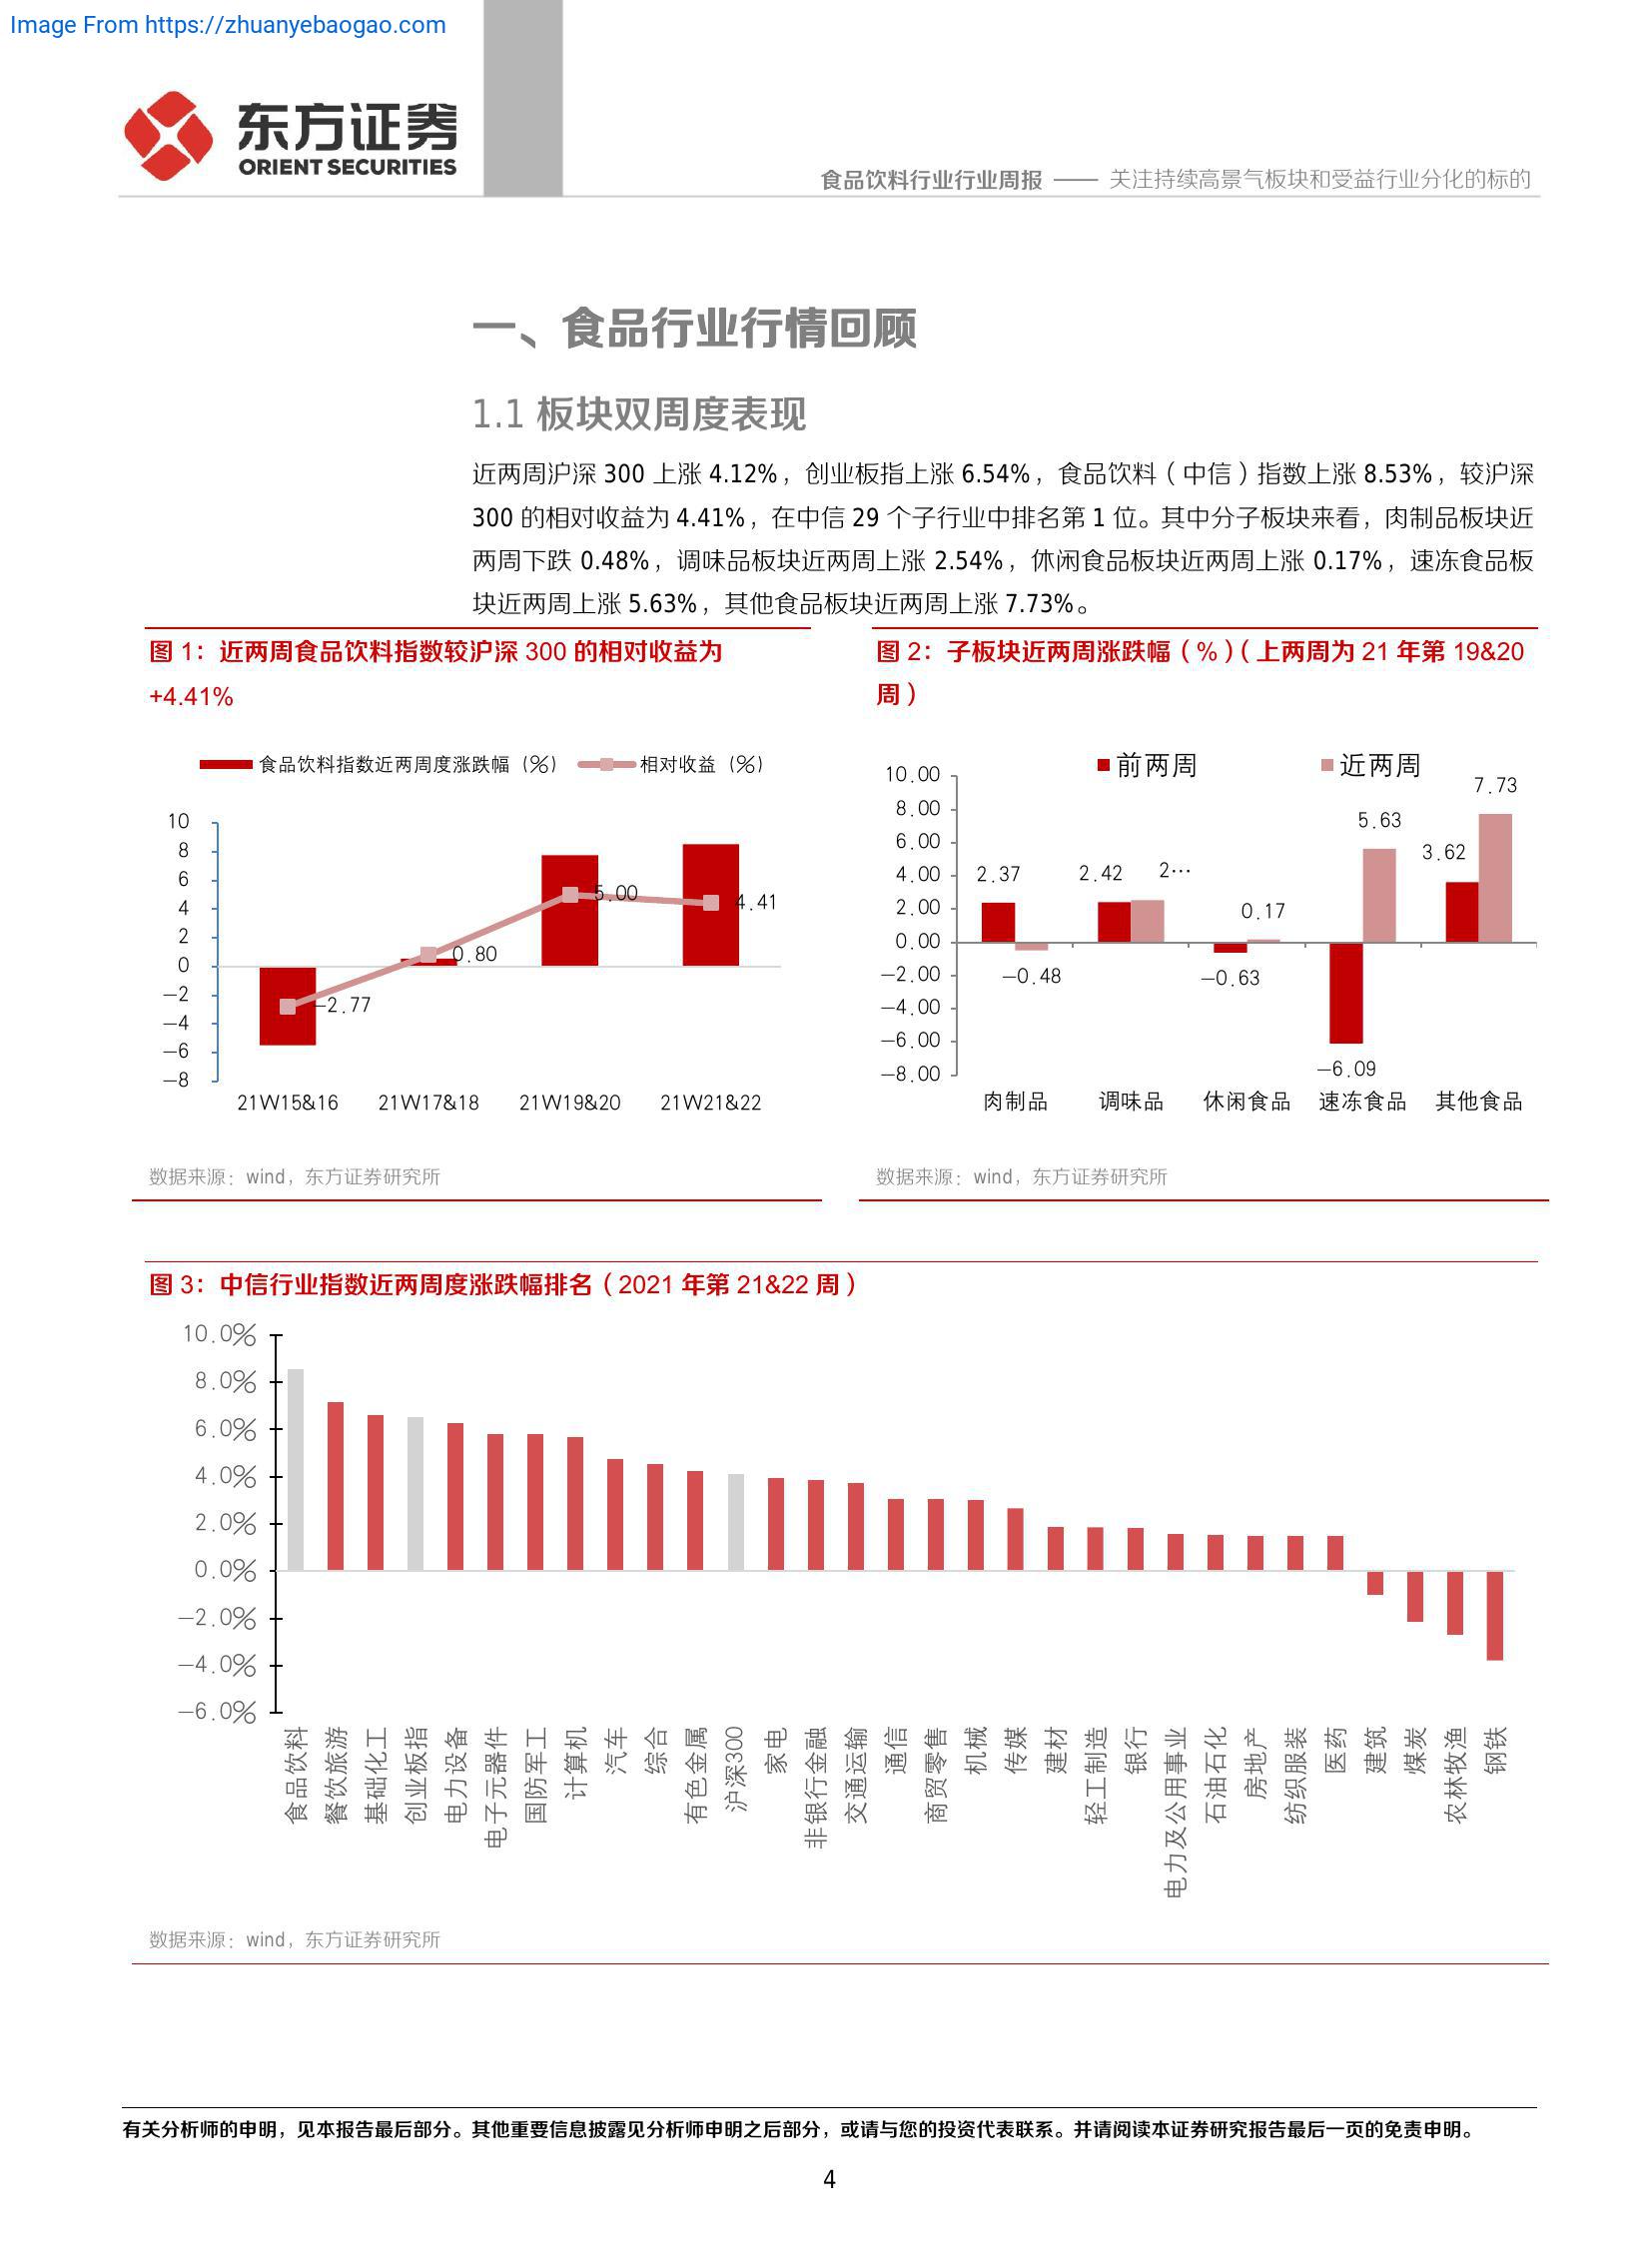 Image From https://zhuanyebaogao.com
东方证券
ORIENT SECURITIES
食品饮料行业行业周报 —— 关注持续高景气板块和受益行业分化的标的
一、食品行业行情回顾
1.1 板块双周度表现
近两周沪深 300 上涨 4.12%，创业板指上涨 6.54%，食品饮料（中信）指数上涨 8.53%，较沪深
300 的相对收益为 4.41%，在中信 29 个子行业中排名第 1 位。其中分子板块来看，肉制品板块近
两周下跌 0.48%，调味品板块近两周上涨 2.54%，休闲食品板块近两周上涨 0.17%，速冻食品板
块近两周上涨 5.63%，其他食品板块近两周上涨 7.73%。
图 1：近两周食品饮料指数较沪深 300 的相对收益为
+4.41%
食品饮料指数近两周度涨跌幅（%） 相对收益（%）
10
8
6
4
2
0
-2
-4
-6
-8
-2.77
0.80
5.00
4.41
21W15&16 21W17&18 21W19&20 21W21&22
数据来源：wind，东方证券研究所
图 2：子板块近两周涨跌幅（%）（上两周为 21 年第 19&20
周）
前两周 近两周
10.00
8.00
6.00
4.00
2.00
0.00
-2.00
-4.00
-6.00
-8.00
2.37
-0.48
2.42
2…
-0.63
0.17
-6.09
5.63
3.62
7.73
肉制品 调味品 休闲食品 速冻食品 其他食品
数据来源：wind，东方证券研究所
图 3：中信行业指数近两周度涨跌幅排名（2021 年第 21&22 周）
10.0%
8.0%
6.0%
4.0%
2.0%
0.0%
-2.0%
-4.0%
-6.0%
食品饮料
餐饮旅游
基础化工
创业板指
电力设备
电子元器件
国防军工
计算机
汽车
综合
有色金属
沪深300
家电
非银行金融
交通运输
通信
商贸零售
机械
传媒
建材
轻工制造
银行
电力及公用事业
石油石化
房地产
纺织服装
医药
建筑
煤炭
农林牧渔
钢铁
数据来源：wind，东方证券研究所
有关分析师的申明，见本报告最后部分。其他重要信息披露见分析师申明之后部分，或请与您的投资代表联系。并请阅读本证券研究报告最后一页的免责申明。
4